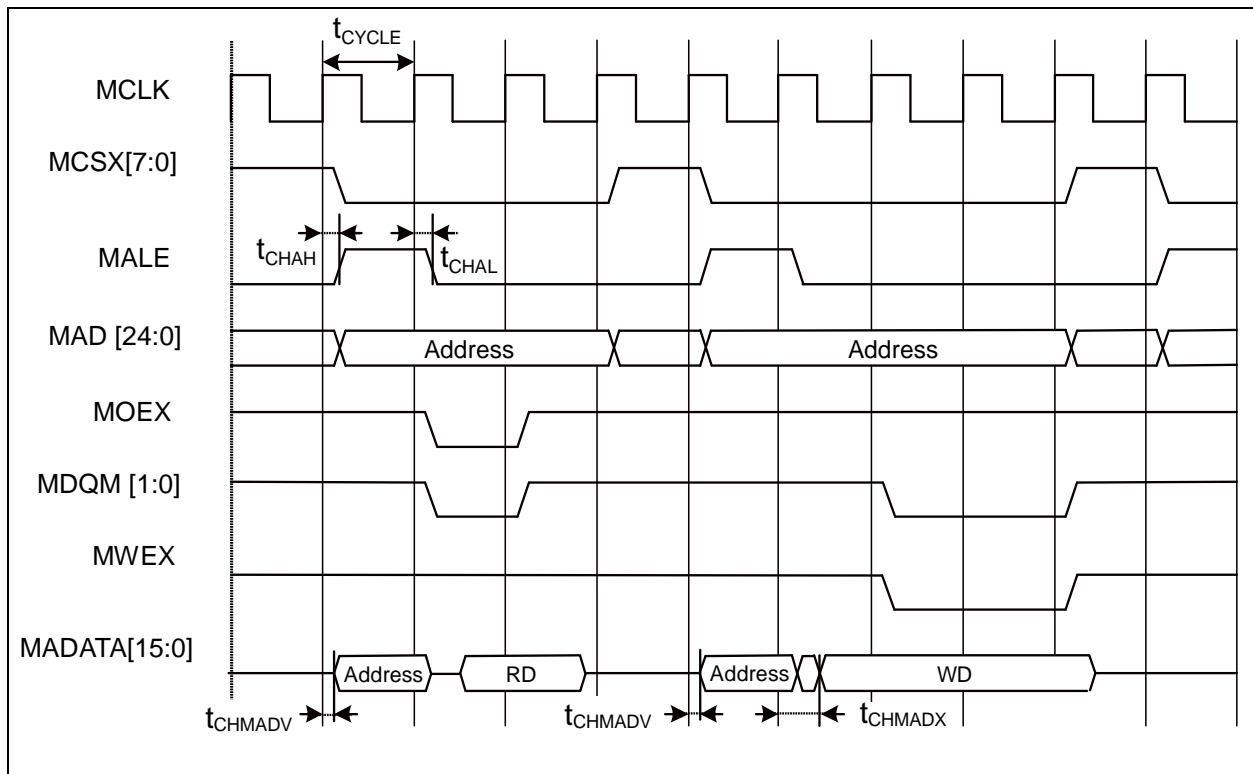 tCYCLE
MCLK
MCSX[7:0]
tCHAH
tCHAL
MALE
MAD [24:0]
Address
Address
MOEX
MDQM [1:0]
MWEX
MADATA[15:0]
Address
RD
Address
WD
tCHMADV
tCHMADV
tCHMADX